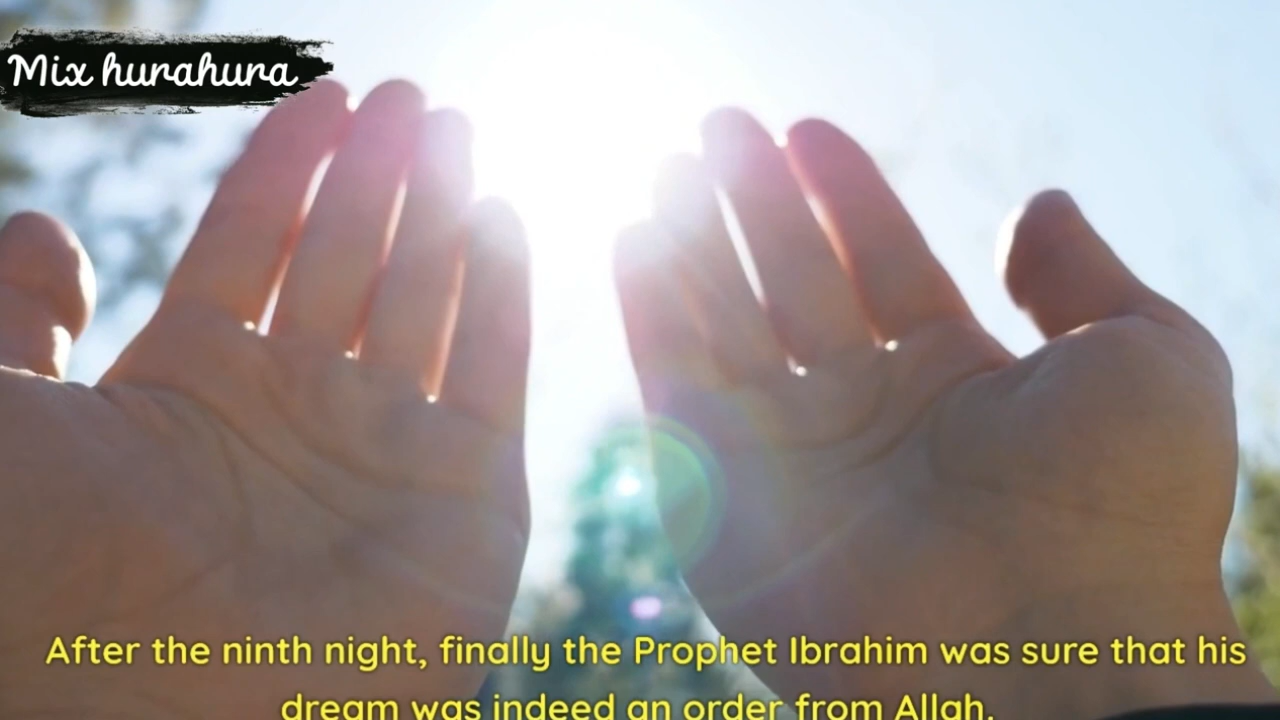 Mix hurahura
After the ninth night, finally the Prophet Ibrahim was sure that his
dream was indeed an order from Allah.